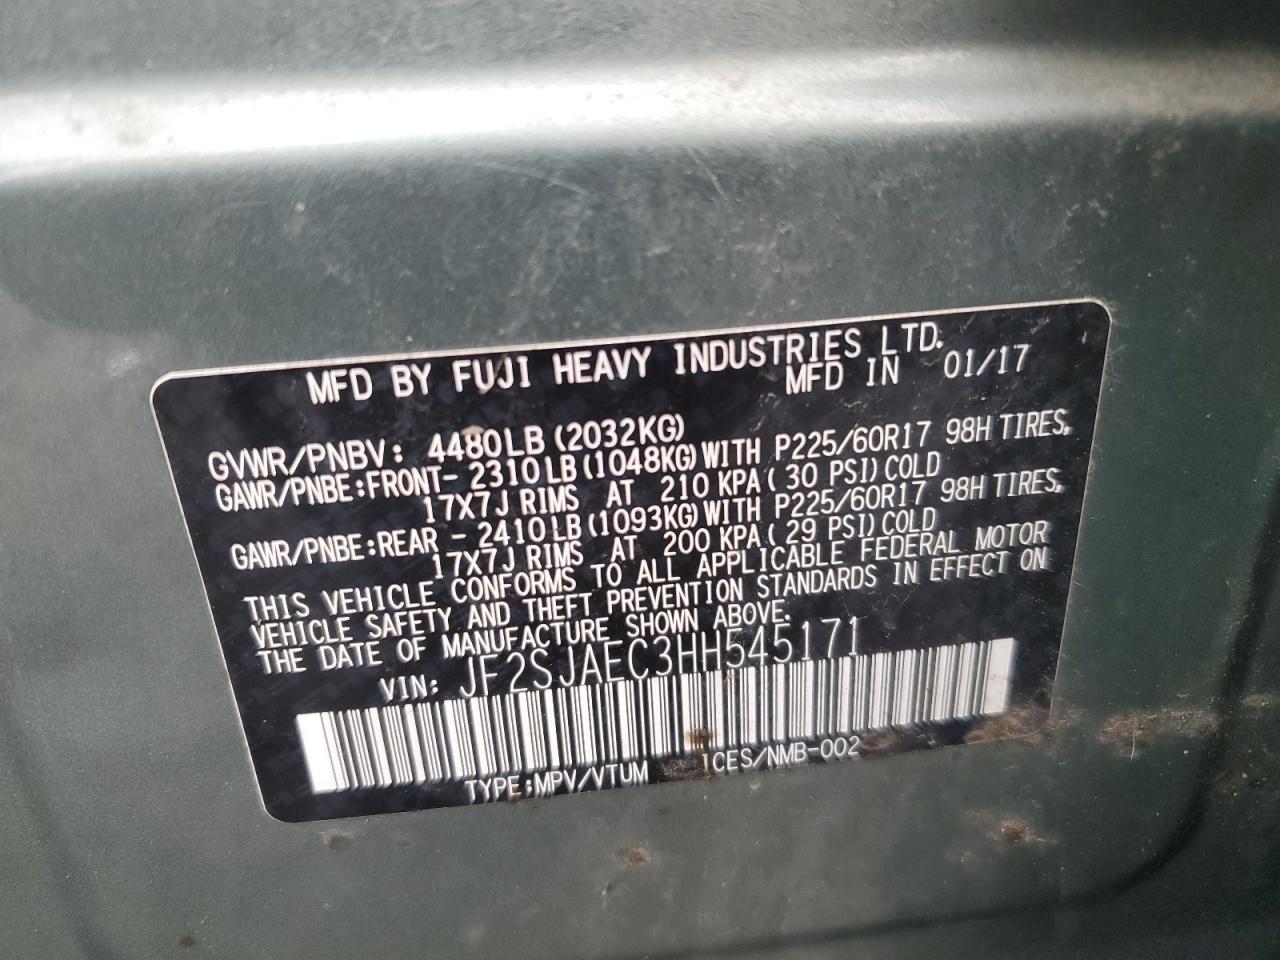 MFD BY FUJI HEAVY INDUSTRIES LTD.
MFD IN 01/17
GVWR/PNBV: 4480LB (2032KG)
GAWR/PNBE:FRONT- 2310LB(1048KG)WITH P225/60R17 98H TIRES,
17X7J RIMS AT 210 KPA( 30 PSI)COLD
GAWR/PNBE:REAR - 2410LB(1093KG)WITH P225/60R17 98H TIRES,
17X7J RIMS AT 200 KPA( 29 PSI)COLD
THIS VEHICLE CONFORMS TO ALL APPLICABLE FEDERAL MOTOR
VEHICLE SAFETY AND THEFT PREVENTION STANDARDS IN EFFECT ON
THE DATE OF MANUFACTURE SHOWN ABOVE.
VIN: JF2SJAEC3HH545171
TYPE:MPV/VTUM ICES/NMB-002